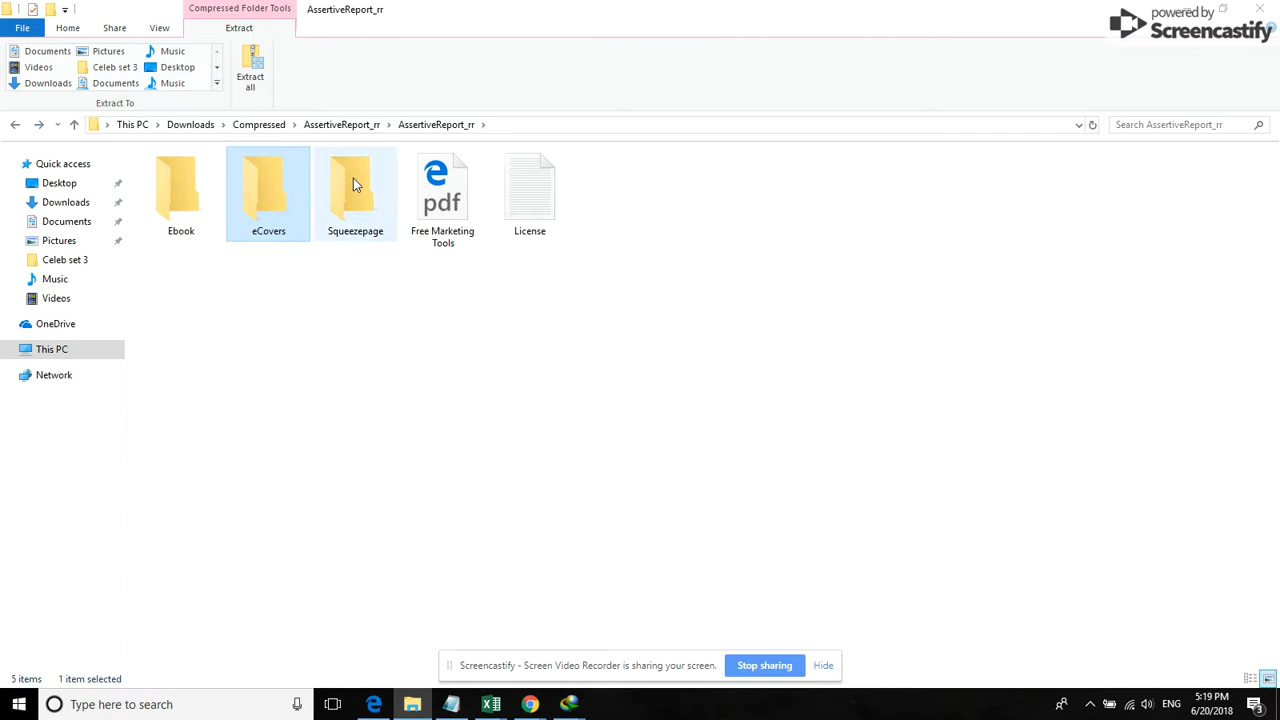 Compressed Folder Tools
AssertiveReport_rr
powered by
Screencastify
File
Home
Share
View
Extract
Documents
Pictures
Music
Videos
Celeb set 3
Desktop
Downloads
Documents
Music
Extract all
Extract To
This PC
Downloads
Compressed
AssertiveReport_rr
AssertiveReport_rr
Search AssertiveReport_rr
Quick access
Desktop
Downloads
Documents
Pictures
Celeb set 3
Music
Videos
OneDrive
This PC
Network
Ebook
eCovers
Squeezepage
e
pdf
Free Marketing
Tools
License
Screencastify - Screen Video Recorder is sharing your screen.
Stop sharing
Hide
5 items
1 item selected
Type here to search
ENG
5:19 PM
6/20/2018
3